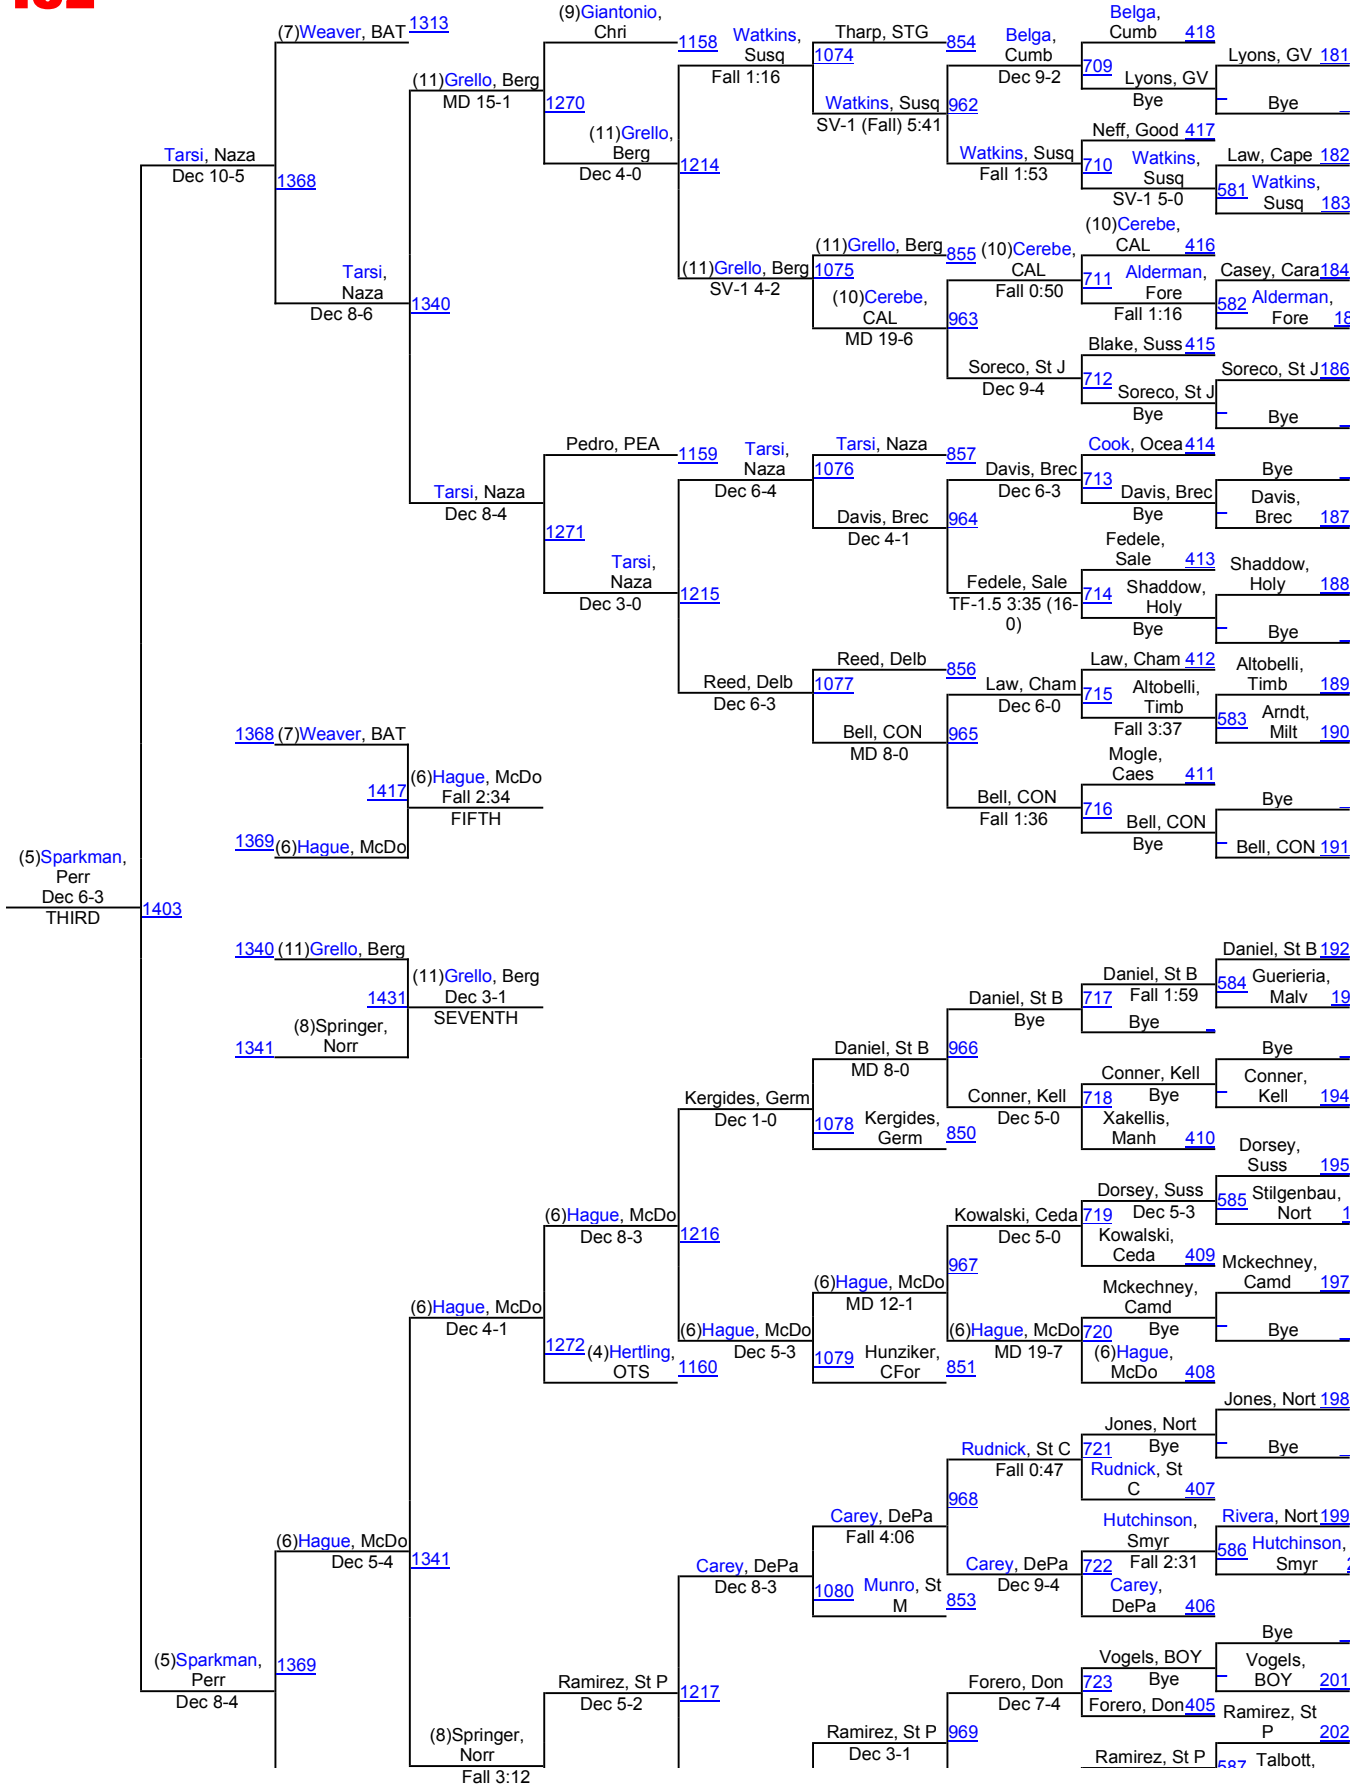 (7)Weaver, BAT 1313
(9)Giantonio,
Chri
1158
Watkins,
Susq
Fall 1:16
Tharp, STG 854
1074
Belga,
Cumb
Dec 9-2
Belga,
Cumb 418
709
Lyons, GV
Bye
Lyons, GV 181
Bye
(11)Grello, Berg
MD 15-1
1270
(11)Grello,
Berg
Dec 4-0
1214
Watkins, Susq 962
SV-1 (Fall) 5:41
Watkins, Susq
Fall 1:53
Neff, Good 417
710 Watkins,
Susq
SV-1 5-0
Law, Cape 182
581 Watkins,
Susq 183
Tarsi, Naza
Dec 10-5
1368
Tarsi,
Naza
Dec 8-6
1340
(11)Grello, Berg
SV-1 4-2
(11)Grello, Berg 855
1075
(10)Cerebe,
CAL
MD 19-6
963
(10)Cerebe,
CAL
Fall 0:50
(10)Cerebe,
CAL 416
711 Alderman,
Fore
Fall 1:16
Casey, Cara 184
582 Alderman,
Fore
Soreco, St J
Dec 9-4
Blake, Suss 415
712
Soreco, St J
Bye
Soreco, St J 186
Bye
Pedro, PEA 1159
Tarsi,
Naza
Dec 6-4
Tarsi, Naza 857
1076
Davis, Brec
Dec 4-1
964
Davis, Brec
Dec 6-3
Cook, Ocea 414
713
Davis, Brec
Bye
Bye
Davis,
Brec 187
Tarsi, Naza
Dec 8-4
1271
Tarsi,
Naza
Dec 3-0
1215
Fedele, Sale
TF-1.5 3:35 (16-
0)
Fedele,
Sale 413
714 Shaddow,
Holy
Bye
Shaddow,
Holy 188
Bye
Reed, Delb
Dec 6-3
Reed, Delb 856
1077
Bell, CON
MD 8-0
965
Law, Cham
Dec 6-0
Law, Cham 412
715 Altobelli,
Timb
Fall 3:37
Altobelli,
Timb 189
583 Arndt,
Milt 190
Bell, CON
Fall 1:36
Mogle,
Caes 411
716
Bell, CON
Bye
Bye
Bell, CON 191
1368 (7)Weaver, BAT
1417
(6)Hague, McDo
Fall 2:34
FIFTH
1369 (6)Hague, McDo
(5)Sparkman,
Perr
Dec 6-3
THIRD
1403
1340 (11)Grello, Berg
1431
(11)Grello, Berg
Dec 3-1
SEVENTH
(8)Springer,
Norr
1341
Daniel, St B 192
584 Guerieria,
Malv
Daniel, St B
Fall 1:59
717
Bye
Daniel, St B
Bye
966
Daniel, St B
MD 8-0
Kergides, Germ
Dec 1-0
1078 Kergides,
Germ 850
Conner, Kell
Dec 5-0
718
Conner, Kell
Bye
Xakellis,
Manh 410
Bye
Conner,
Kell 194
Dorsey,
Suss 195
585 Stilgenbau,
Nort
(6)Hague, McDo
Dec 8-3
1216
Kowalski, Ceda
Dec 5-0
719
Dorsey, Suss
Dec 5-3
Kowalski,
Ceda 409
967
(6)Hague, McDo
MD 12-1
(6)Hague, McDo
Dec 4-1
1272 (4)Hertling,
OTS 1160
(6)Hague, McDo
Dec 5-3
1079 Hunziker,
CFor 851
(6)Hague, McDo
MD 19-7
720
Mckechney,
Camd
Bye
(6)Hague,
McDo 408
Mckechney,
Camd 197
Bye
Jones, Nort 198
Bye
Jones, Nort
Bye
721
Rudnick, St
C 407
Rudnick, St C
Fall 0:47
968
Carey, DePa
Fall 4:06
Carey, DePa
Dec 8-3
1080 Munro, St
M 853
Carey, DePa
Dec 9-4
722
Hutchinson,
Smyr
Fall 2:31
Carey,
DePa 406
Rivera, Nort 199
586 Hutchinson,
Smyr
(6)Hague, McDo
Dec 5-4
1341
(5)Sparkman,
Perr
Dec 8-4
1369
Ramirez, St P
Dec 5-2
1217
Forero, Don
Dec 7-4
723
Vogels, BOY
Bye
Forero, Don 405
Bye
Vogels,
BOY 201
Ramirez, St
P 202
587 Talbott,
(8)Springer,
Norr
Fall 3:12
Ramirez, St P
Dec 3-1
969
Ramirez, St P